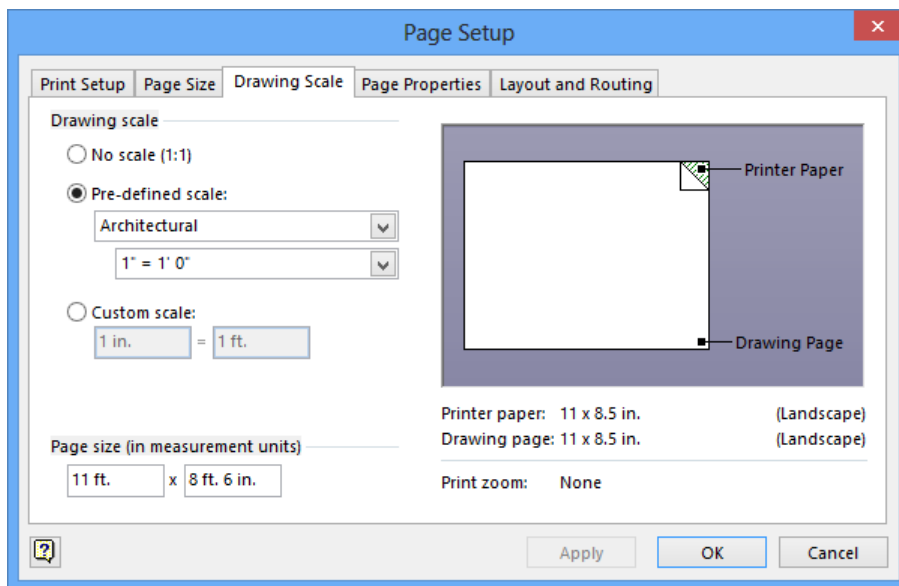 Page Setup
Print Setup Page Size Drawing Scale Page Properties Layout and Routing
Drawing scale
No scale (1:1)
Pre-defined scale:
Architectural
1" = 1' 0"
Custom scale:
1 in. = 1 ft.
Page size (in measurement units)
11 ft. x 8 ft. 6 in.
Printer Paper
Drawing Page
Printer paper: 11 x 8.5 in. (Landscape)
Drawing page: 11 x 8.5 in. (Landscape)
Print zoom: None
Apply OK Cancel